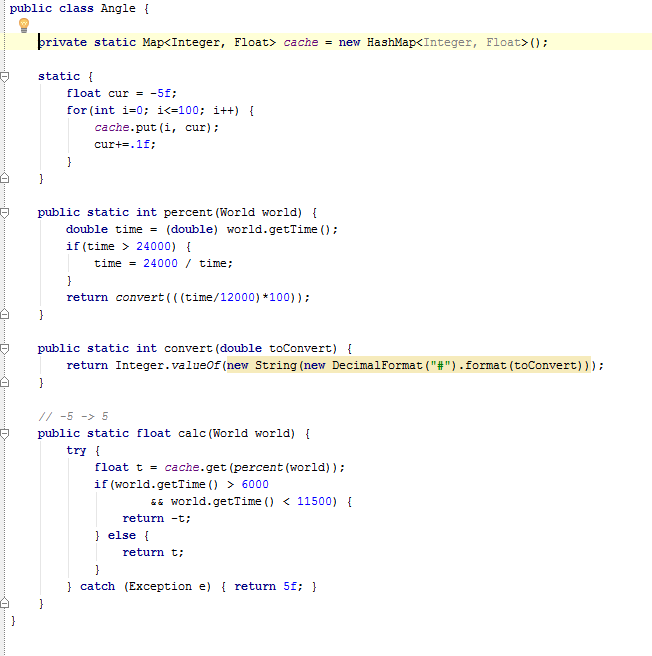 public class Angle {
private static Map<Integer, Float> cache = new HashMap<Integer, Float>();
static {
float cur = -5f;
for(int i=0; i<=100; i++) {
cache.put(i, cur);
cur+=.1f;
}
}
public static int percent(World world) {
double time = (double) world.getTime();
if(time > 24000) {
time = 24000 / time;
}
return convert(((time/12000)*100));
}
public static int convert(double toConvert) {
return Integer.valueOf(new String(new DecimalFormat("#").format(toConvert)));
}
// -5 -> 5
public static float calc(World world) {
try {
float t = cache.get(percent(world));
if(world.getTime() > 6000
&& world.getTime() < 11500) {
return -t;
} else {
return t;
}
} catch (Exception e) { return 5f; }
}
}